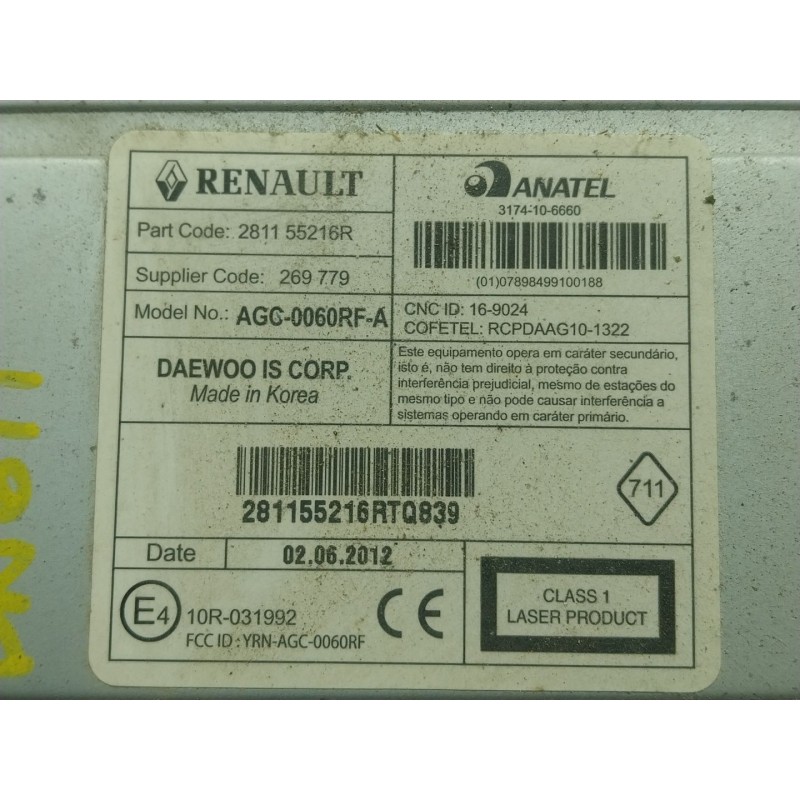 RENAULT
Part Code: 2811 55216R
Supplier Code: 269 779
Model No.: AGC-0060RF-A
DAEWOO IS CORP.
Made in Korea
ANATEL
3174-10-6660
(01)07898499100188
CNC ID: 16-9024
COFETEL: RCPDAAG10-1322
Este equipamento opera em caráter secundário,
isto é, não tem direito à proteção contra
interferência prejudicial, mesmo de estações do
mesmo tipo e não pode causar interferência a
sistemas operando em caráter primário.
281155216RTQ839
711
Date 02.06.2012
E4 10R-031992
FCC ID : YRN-AGC-0060RF
CE
CLASS 1
LASER PRODUCT